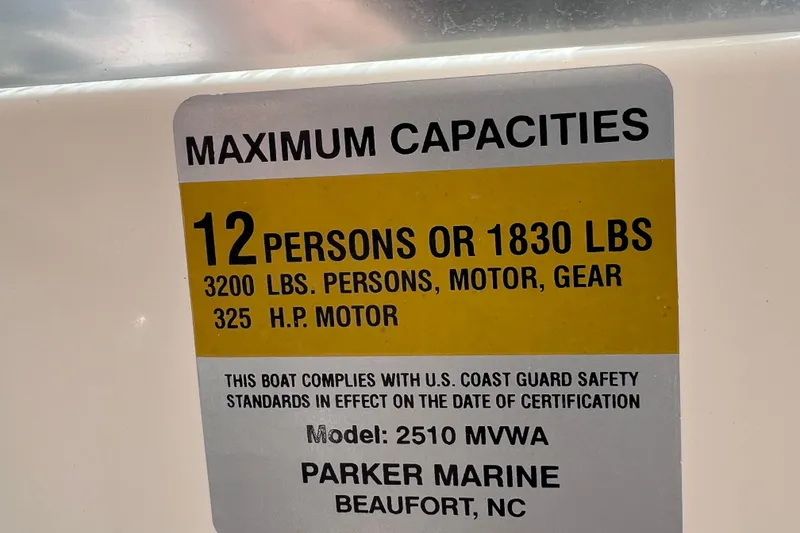 MAXIMUM CAPACITIES
12 PERSONS OR 1830 LBS
3200 LBS. PERSONS, MOTOR, GEAR
325 H.P. MOTOR
THIS BOAT COMPLIES WITH U.S. COAST GUARD SAFETY
STANDARDS IN EFFECT ON THE DATE OF CERTIFICATION
Model: 2510 MVWA
PARKER MARINE
BEAUFORT, NC